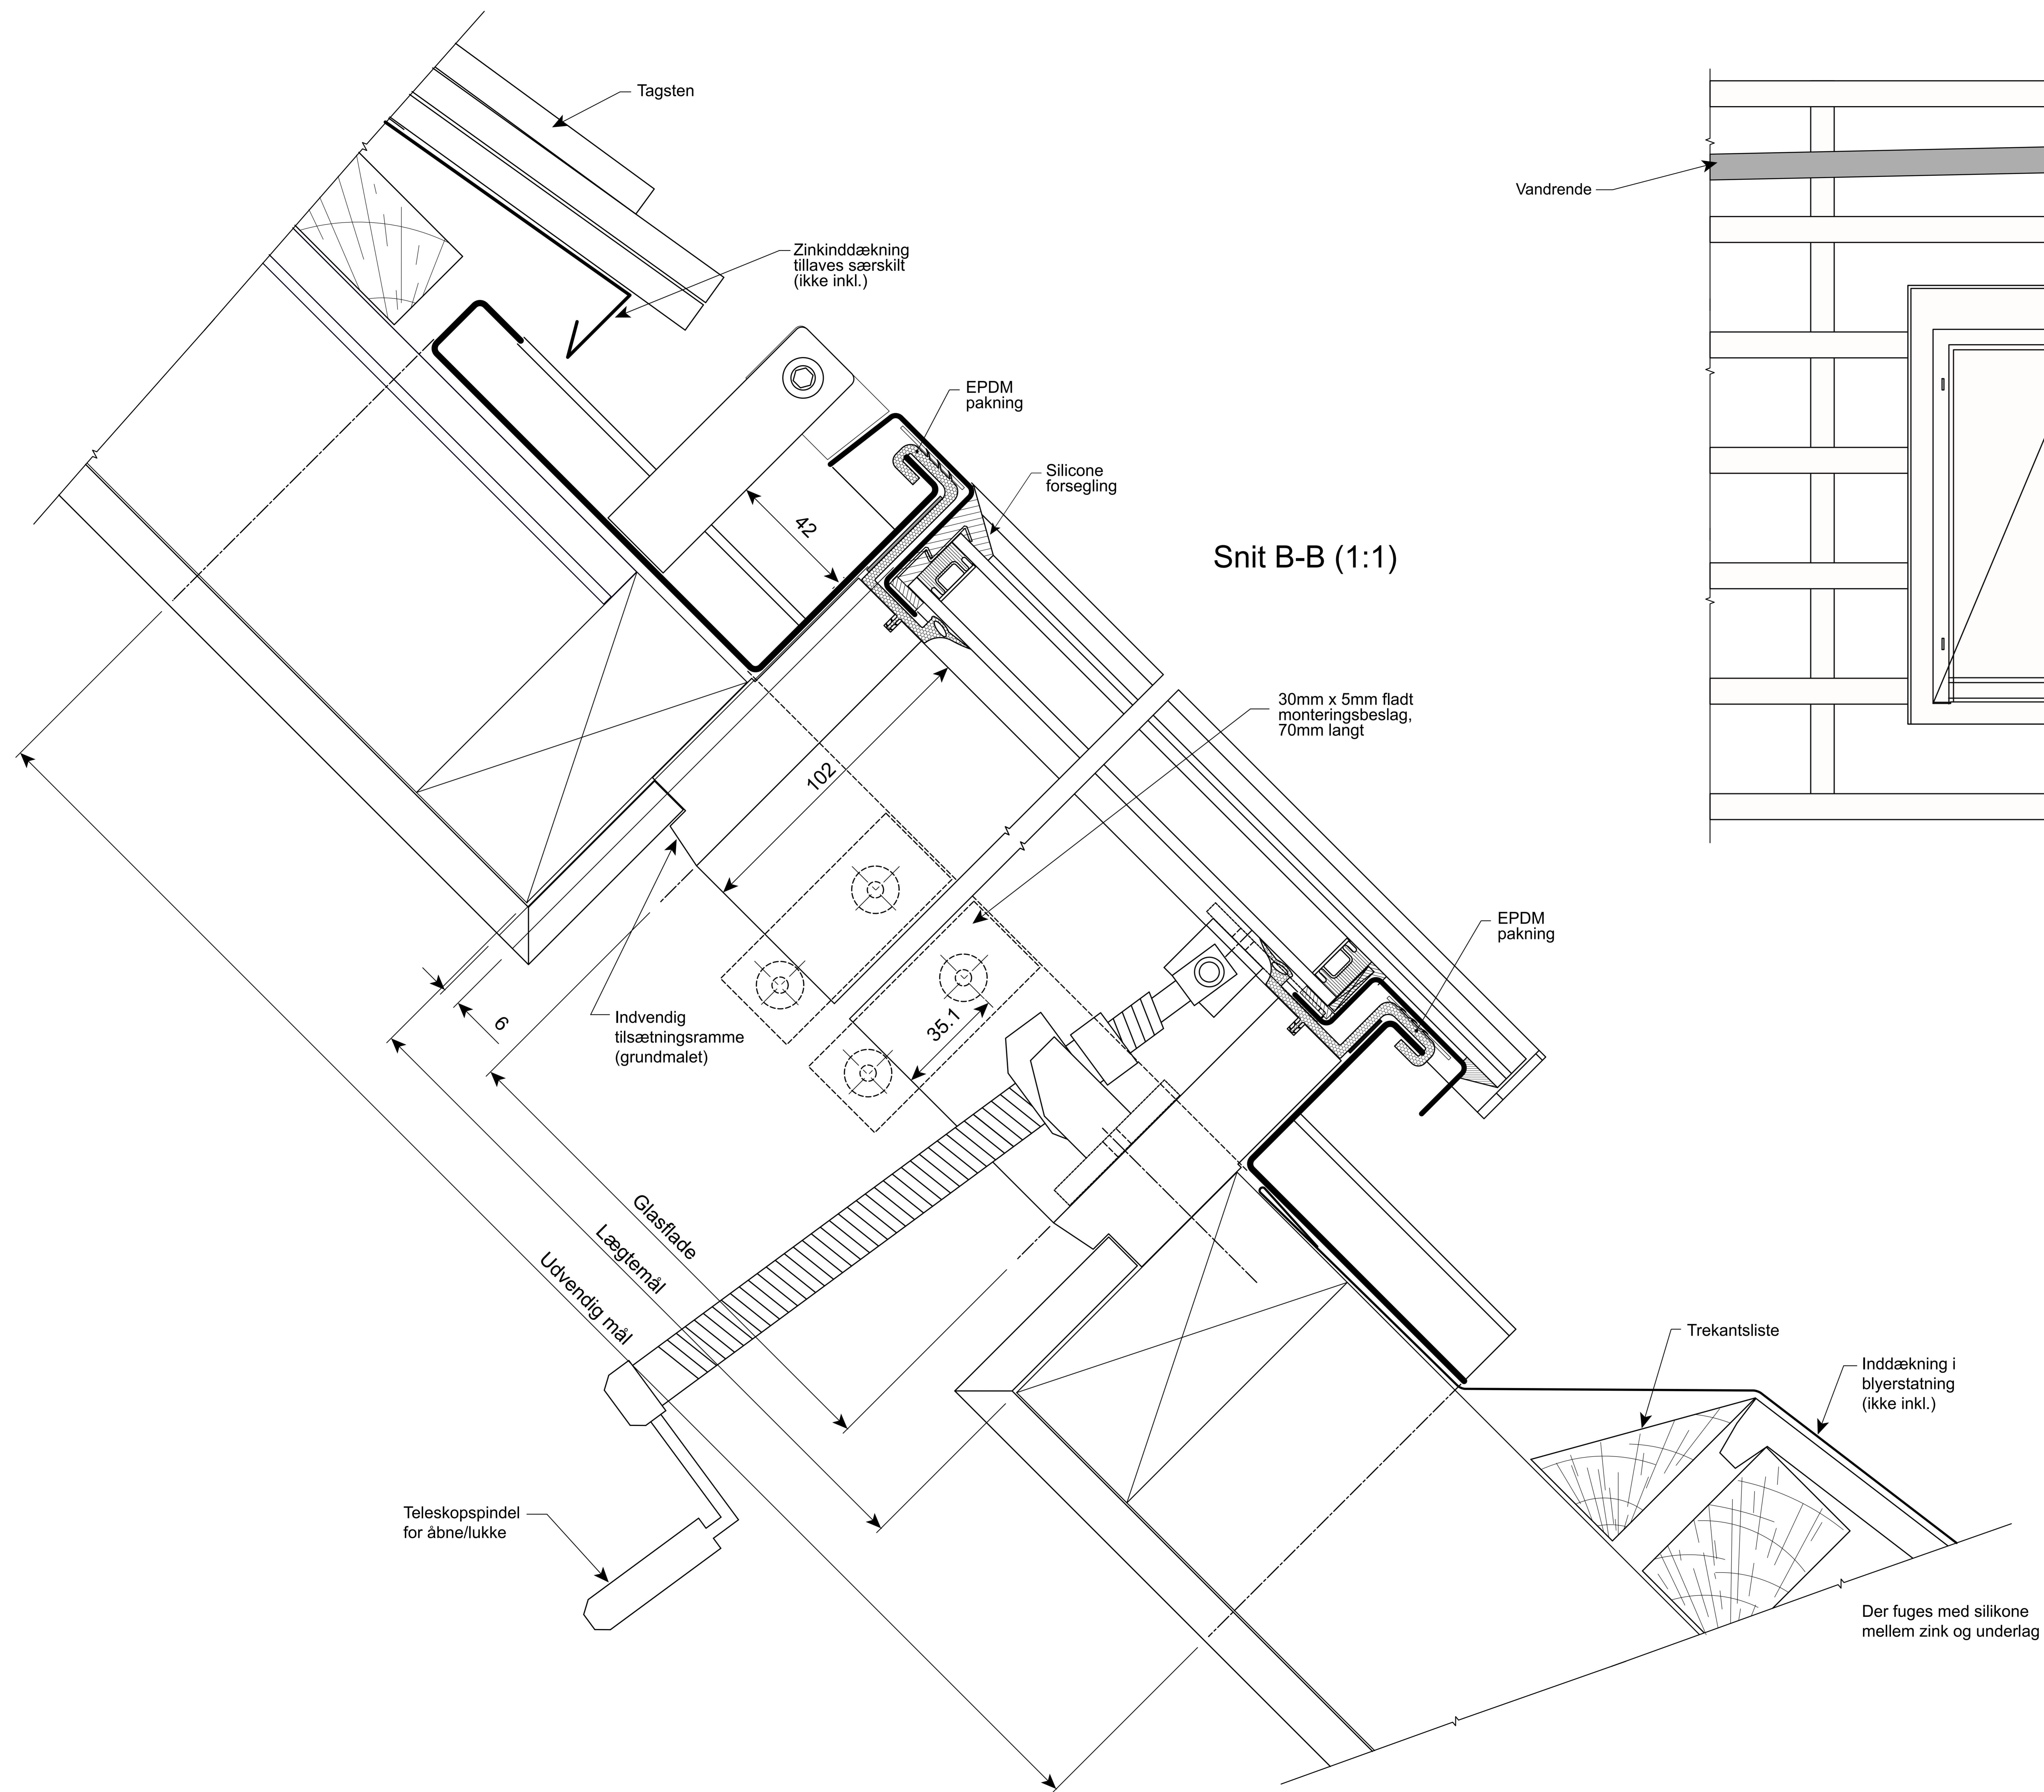 Tagsten
Vandrende
Zinkinddækning
tillaves særskilt
(ikke inkl.)
EPDM
pakning
Silicone
forsegling
42
Snit B-B (1:1)
30mm x 5mm fladt
monteringsbeslag,
70mm langt
102
EPDM
pakning
Indvendig
tilsætningsramme
(grundmalet)
6
35.1
Glasflade
Lægtemål
Udvendig mål
Trekantsliste
Inddækning i
blyerstatning
(ikke inkl.)
Teleskopspindel
for åbne/lukke
Der fuges med silikone
mellem zink og underlag